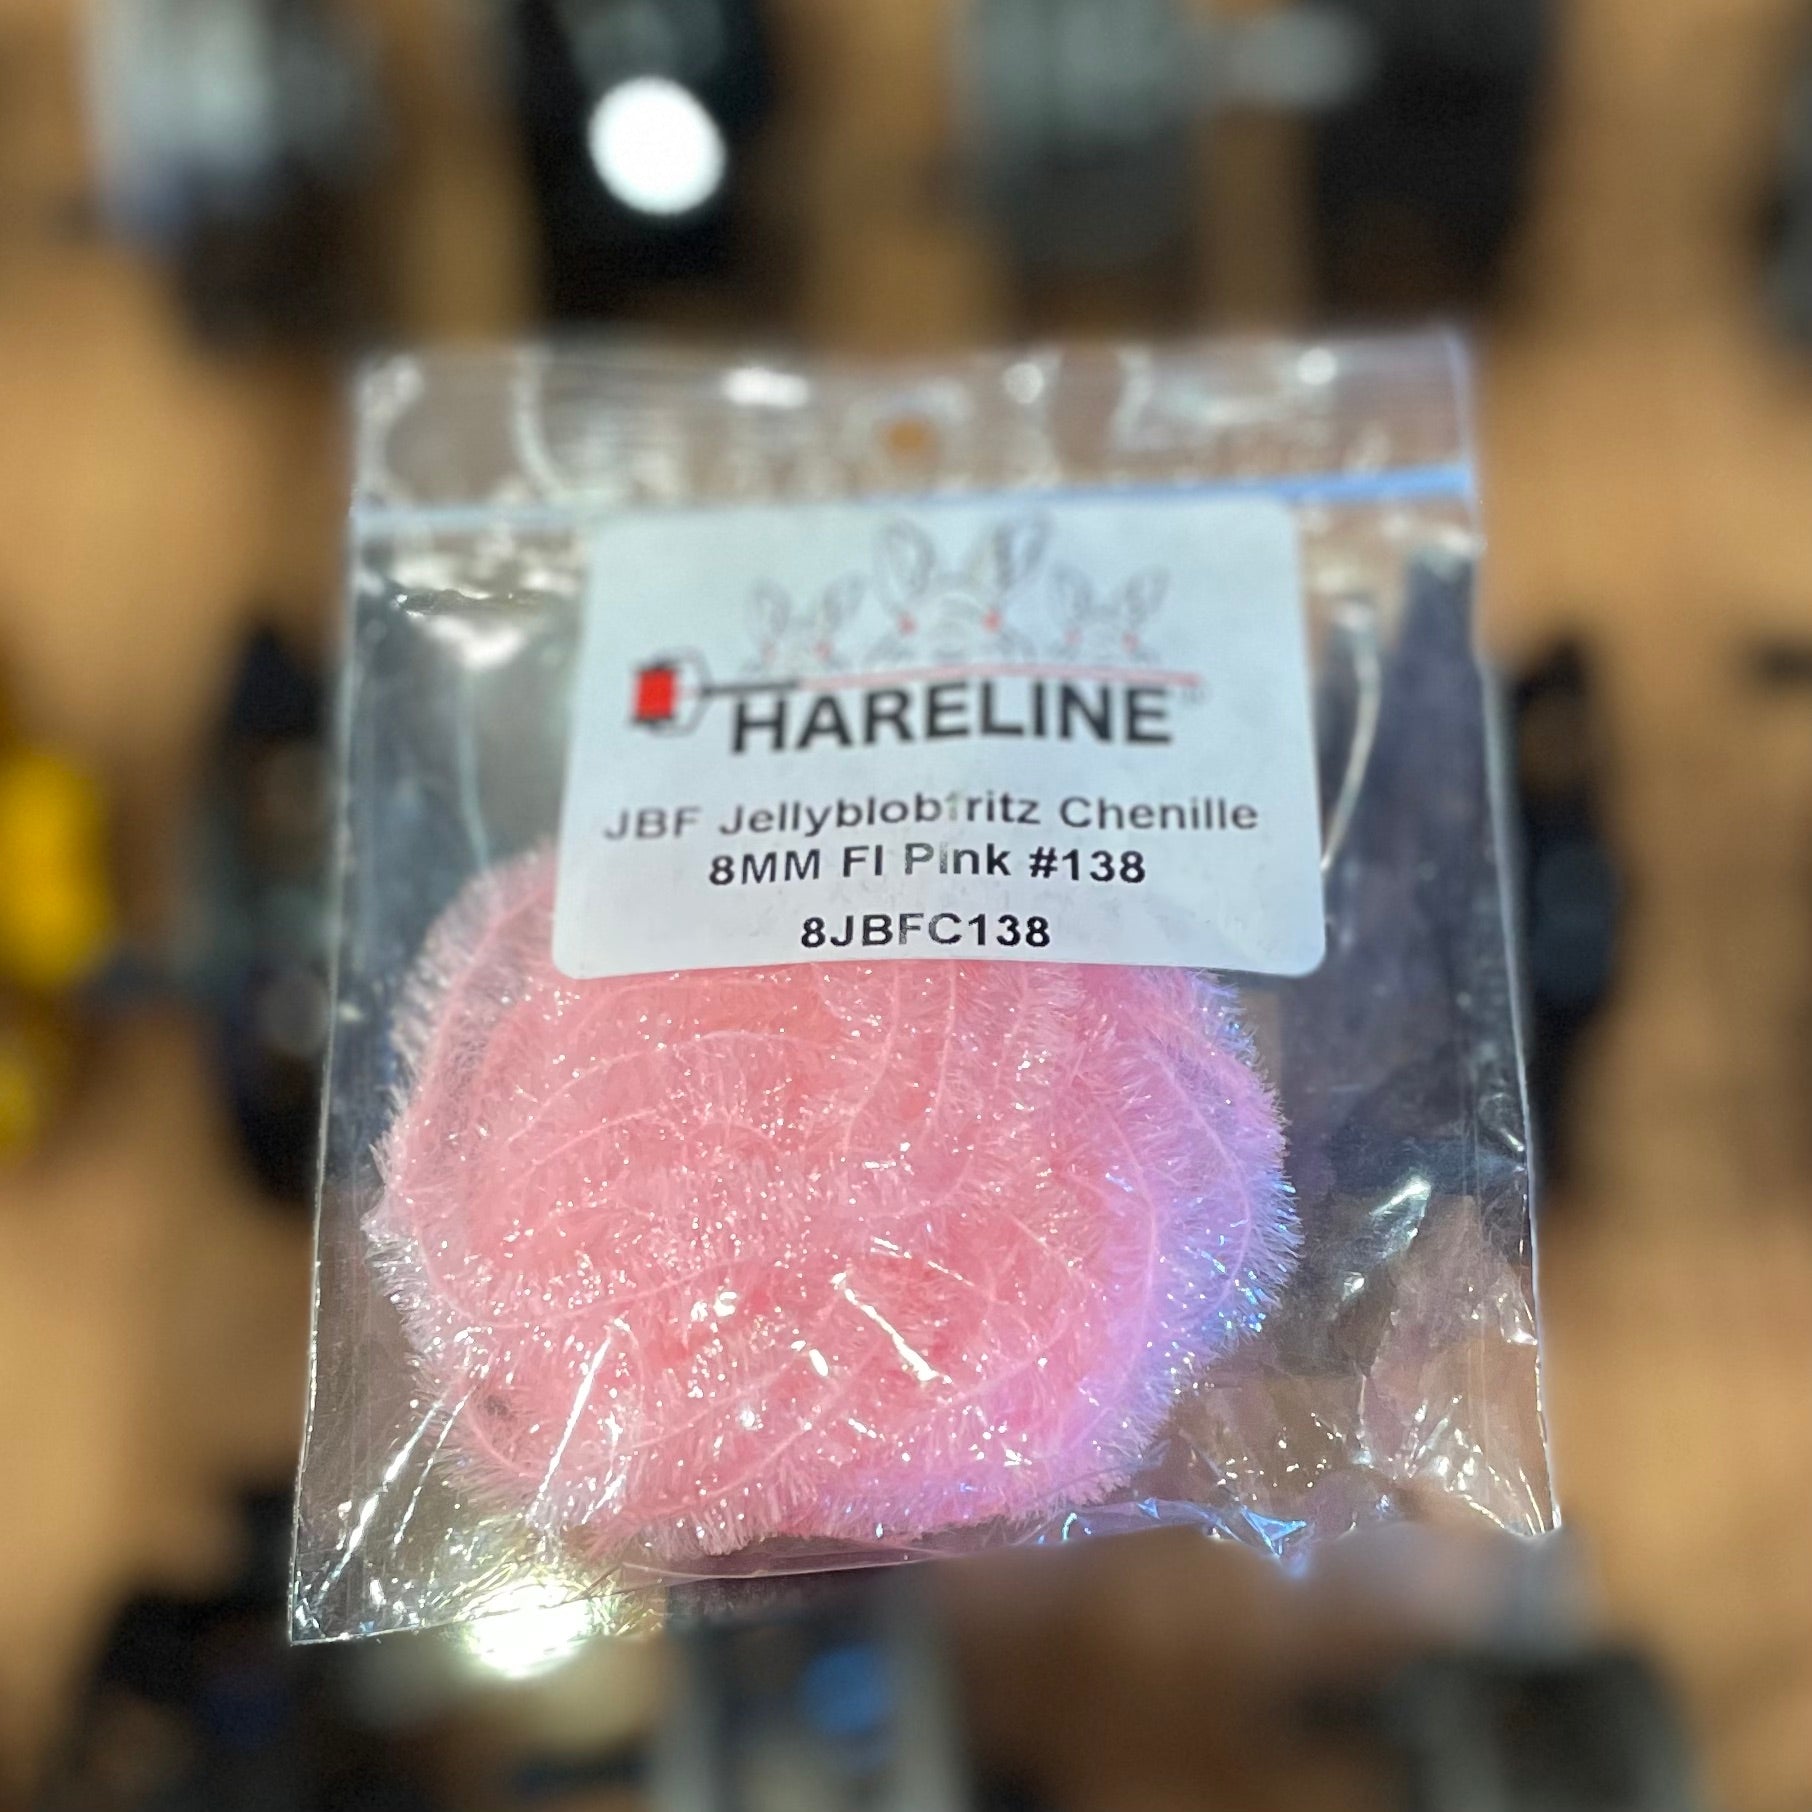 HARELINE
JBF Jellyblobfritz Chenille
8MM Fl Pink #138
8JBFC138